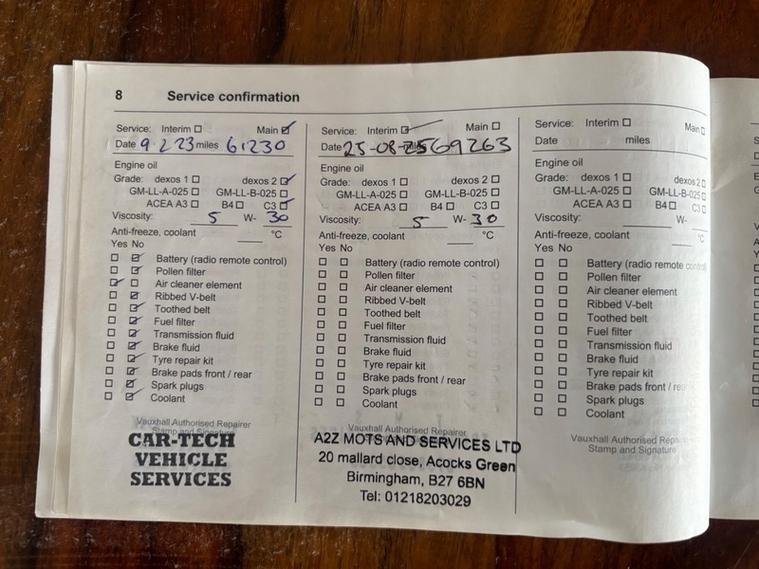 8 Service confirmation
Service: Interim ☐ Main ☑
Date 9.2.23 miles 61230
Engine oil
Grade: dexos 1 ☐ dexos 2 ☑
GM-LL-A-025 ☐ GM-LL-B-025 ☐
ACEA A3 ☐ B4 ☐ C3 ☑
Viscosity: 5 W- 30
Anti-freeze, coolant °C
Yes No
☐ ☑ Battery (radio remote control)
☐ ☑ Pollen filter
☑ ☐ Air cleaner element
☐ ☑ Ribbed V-belt
☐ ☑ Toothed belt
☐ ☑ Fuel filter
☐ ☑ Transmission fluid
☐ ☑ Brake fluid
☐ ☑ Tyre repair kit
☐ ☑ Brake pads front / rear
☐ ☑ Spark plugs
☐ ☑ Coolant
Vauxhall Authorised Repairer
Stamp and Signature
CAR-TECH
VEHICLE
SERVICES
Service: Interim ☑ Main ☐
Date 25-08-25 69263
Engine oil
Grade: dexos 1 ☐ dexos 2 ☐
GM-LL-A-025 ☐ GM-LL-B-025 ☐
ACEA A3 ☐ B4 ☐ C3 ☐
Viscosity: 5 W- 30
Anti-freeze, coolant °C
Yes No
☐ ☐ Battery (radio remote control)
☐ ☐ Pollen filter
☐ ☐ Air cleaner element
☐ ☐ Ribbed V-belt
☐ ☐ Toothed belt
☐ ☐ Fuel filter
☐ ☐ Transmission fluid
☐ ☐ Brake fluid
☐ ☐ Tyre repair kit
☐ ☐ Brake pads front / rear
☐ ☐ Spark plugs
☐ ☐ Coolant
Vauxhall Authorised Repairer
A2Z MOTS AND SERVICES LTD
20 mallard close, Acocks Green
Birmingham, B27 6BN
Tel: 01218203029
Service: Interim ☐ Main ☐
Date miles
Engine oil
Grade: dexos 1 ☐ dexos 2 ☐
GM-LL-A-025 ☐ GM-LL-B-025 ☐
ACEA A3 ☐ B4 ☐ C3 ☐
Viscosity: W-
Anti-freeze, coolant °C
Yes No
☐ ☐ Battery (radio remote control)
☐ ☐ Pollen filter
☐ ☐ Air cleaner element
☐ ☐ Ribbed V-belt
☐ ☐ Toothed belt
☐ ☐ Fuel filter
☐ ☐ Transmission fluid
☐ ☐ Brake fluid
☐ ☐ Tyre repair kit
☐ ☐ Brake pads front / rear
☐ ☐ Spark plugs
☐ ☐ Coolant
Vauxhall Authorised
Stamp and Signature